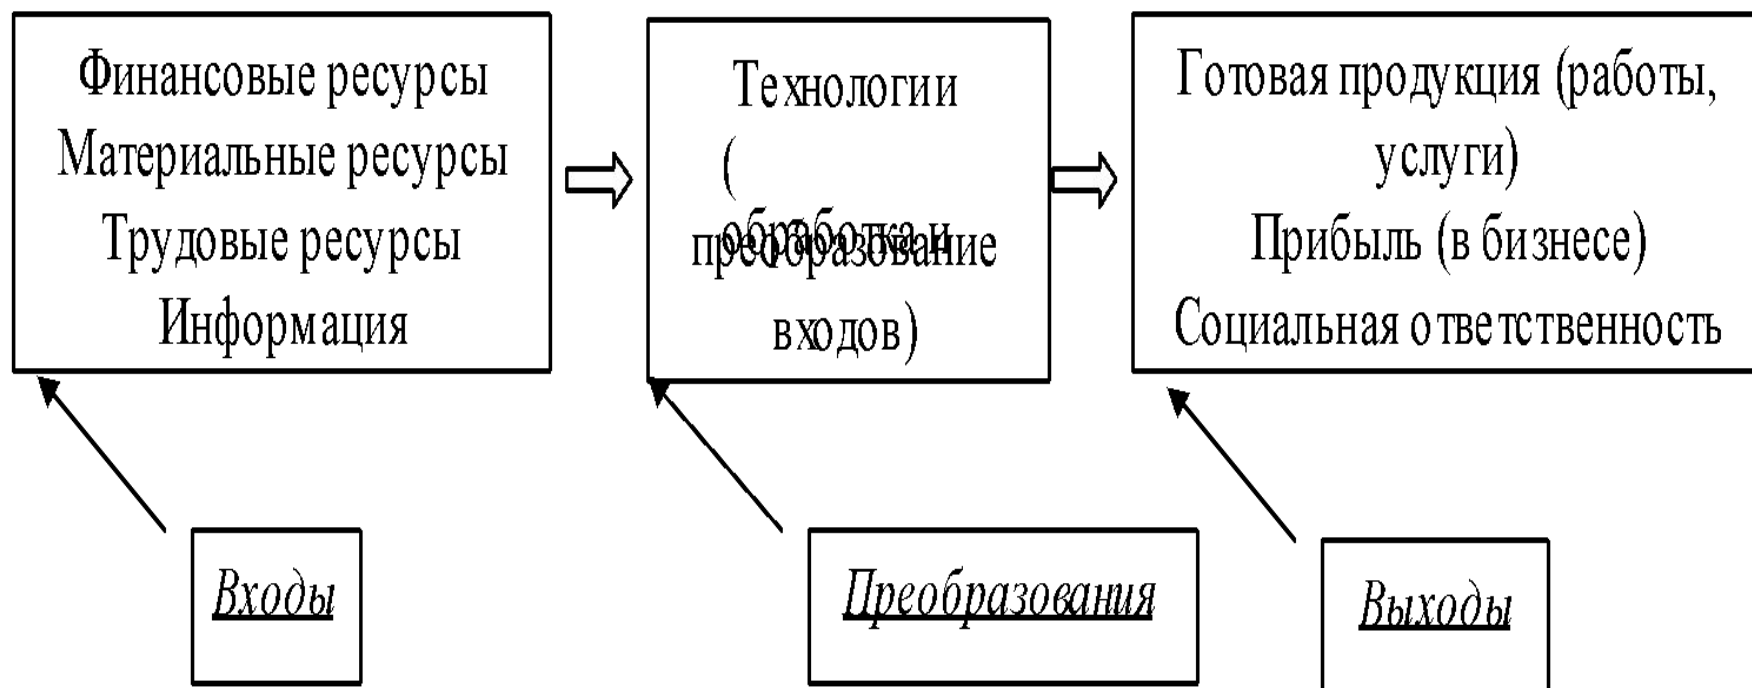 Финансовые ресурсы
Материальные ресурсы
Трудовые ресурсы
Информация
Технологии
(
обработка и
преобразование
входов)
Готовая продукция (работы,
услуги)
Прибыль (в бизнесе)
Социальная ответственность
Входы
Преобразования
Выходы